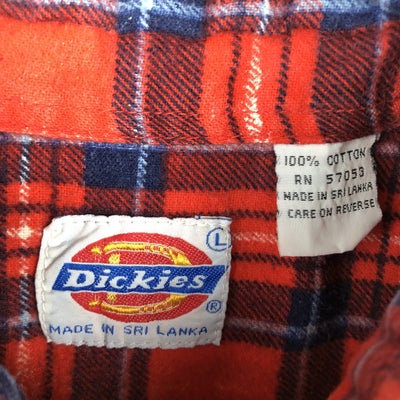 100% COTTON
RN 57053
MADE IN SRI LANKA
CARE ON REVERSE
L
Dickies
®
MADE IN SRI LANKA